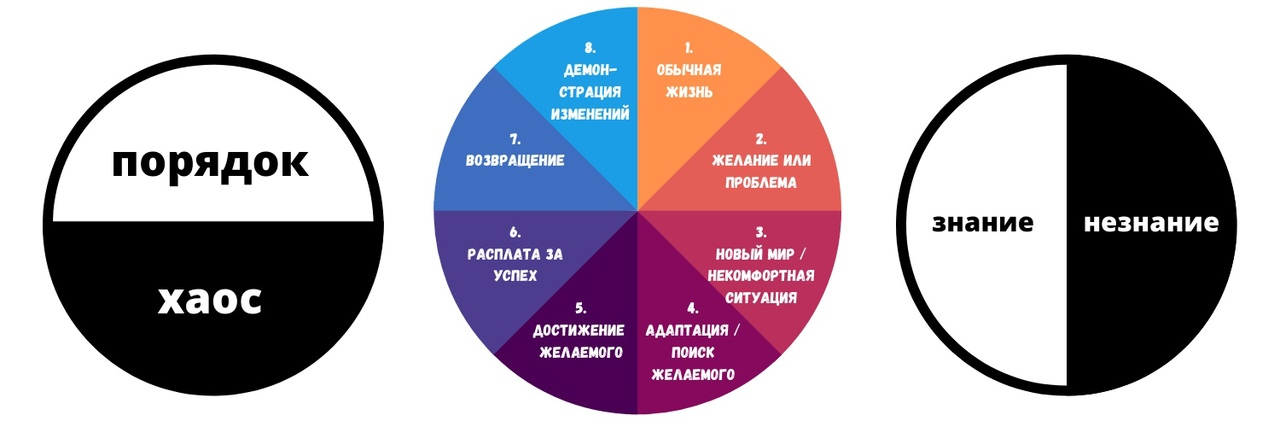 порядок
хаос
1.
ОБЫЧНАЯ
ЖИЗНЬ
2.
ЖЕЛАНИЕ ИЛИ
ПРОБЛЕМА
3.
НОВЫЙ МИР /
НЕКОМФОРТНАЯ
СИТУАЦИЯ
4.
АДАПТАЦИЯ /
ПОИСК
ЖЕЛАЕМОГО
5.
ДОСТИЖЕНИЕ
ЖЕЛАЕМОГО
6.
РАСПЛАТА ЗА
УСПЕХ
7.
ВОЗВРАЩЕНИЕ
8.
ДЕМОН-
СТРАЦИЯ
ИЗМЕНЕНИЙ
знание
незнание